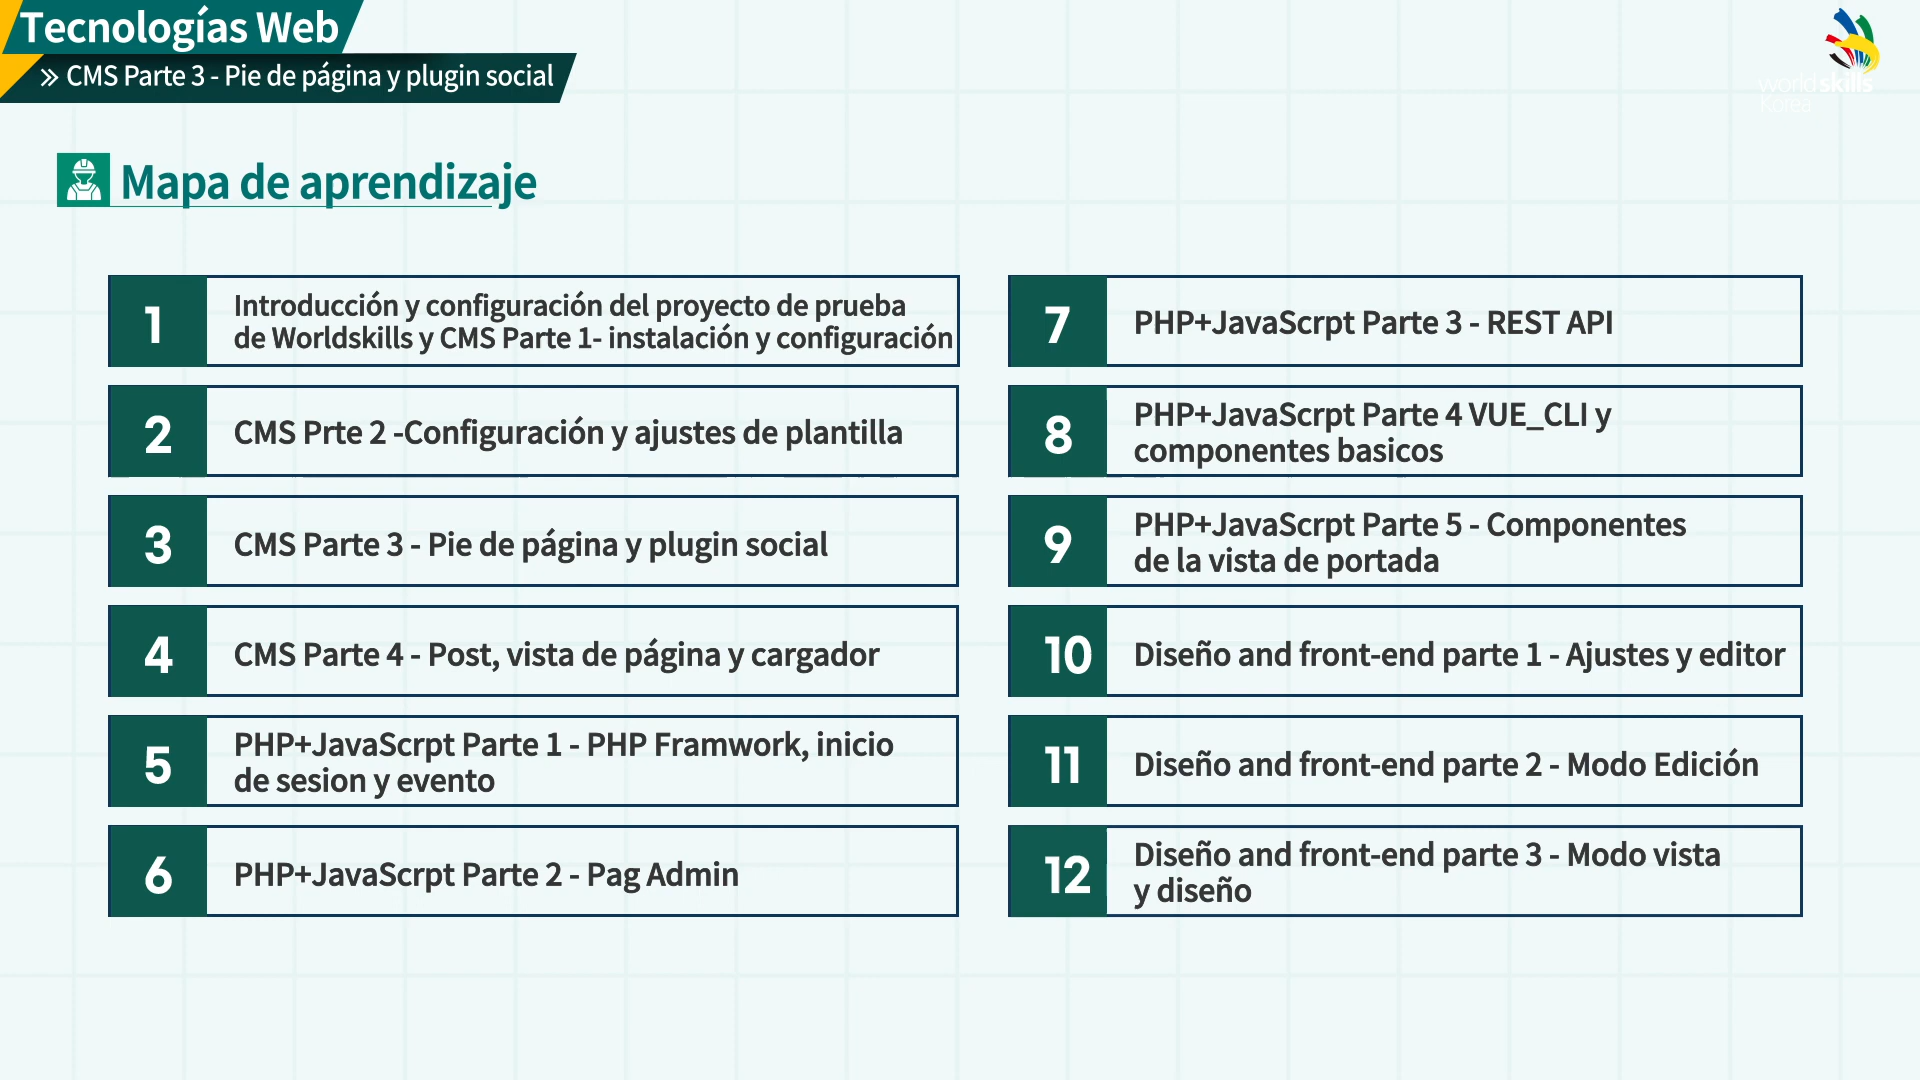 Tecnologías Web
» CMS Parte 3 - Pie de página y plugin social
world skills
Korea
Mapa de aprendizaje
1
Introducción y configuración del proyecto de prueba
de Worldskills y CMS Parte 1- instalación y configuración
2
CMS Prte 2 -Configuración y ajustes de plantilla
3
CMS Parte 3 - Pie de página y plugin social
4
CMS Parte 4 - Post, vista de página y cargador
5
PHP+JavaScrpt Parte 1 - PHP Framwork, inicio
de sesion y evento
6
PHP+JavaScrpt Parte 2 - Pag Admin
7
PHP+JavaScrpt Parte 3 - REST API
8
PHP+JavaScrpt Parte 4 VUE_CLI y
componentes basicos
9
PHP+JavaScrpt Parte 5 - Componentes
de la vista de portada
10
Diseño and front-end parte 1 - Ajustes y editor
11
Diseño and front-end parte 2 - Modo Edición
12
Diseño and front-end parte 3 - Modo vista
y diseño